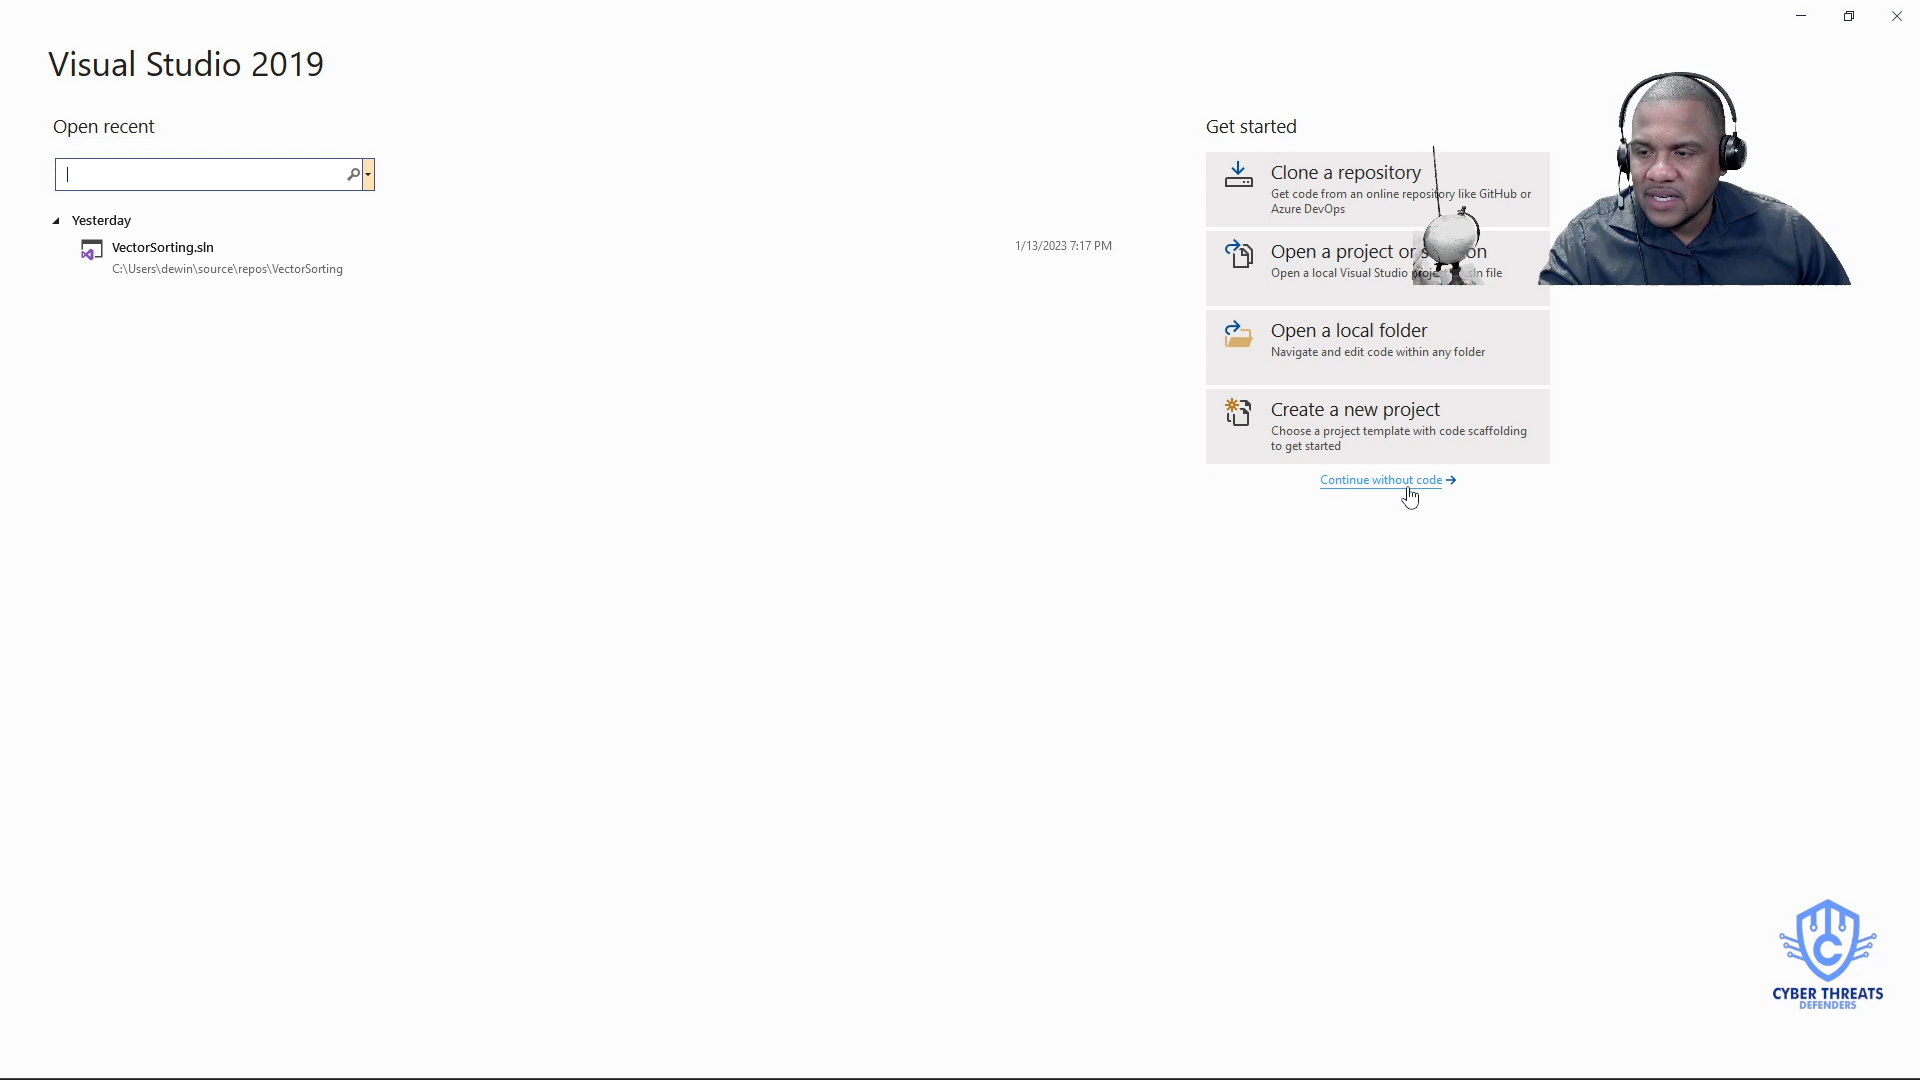 Visual Studio 2019
Open recent
Yesterday
VectorSorting.sln
1/13/2023 7:17 PM
C:\Users\dewin\source\repos\VectorSorting
Get started
Clone a repository
Get code from an online repository like GitHub or
Azure DevOps
Open a project or
Open a local Visual Studio .sln file
Open a local folder
Navigate and edit code within any folder
Create a new project
Choose a project template with code scaffolding
to get started
Continue without code
C
CYBER THREATS
DEFENDERS